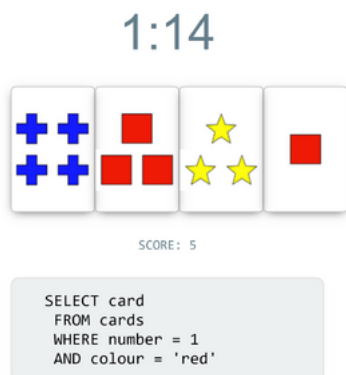 1:14
SCORE: 5
SELECT card
FROM cards
WHERE number = 1
AND colour = 'red'